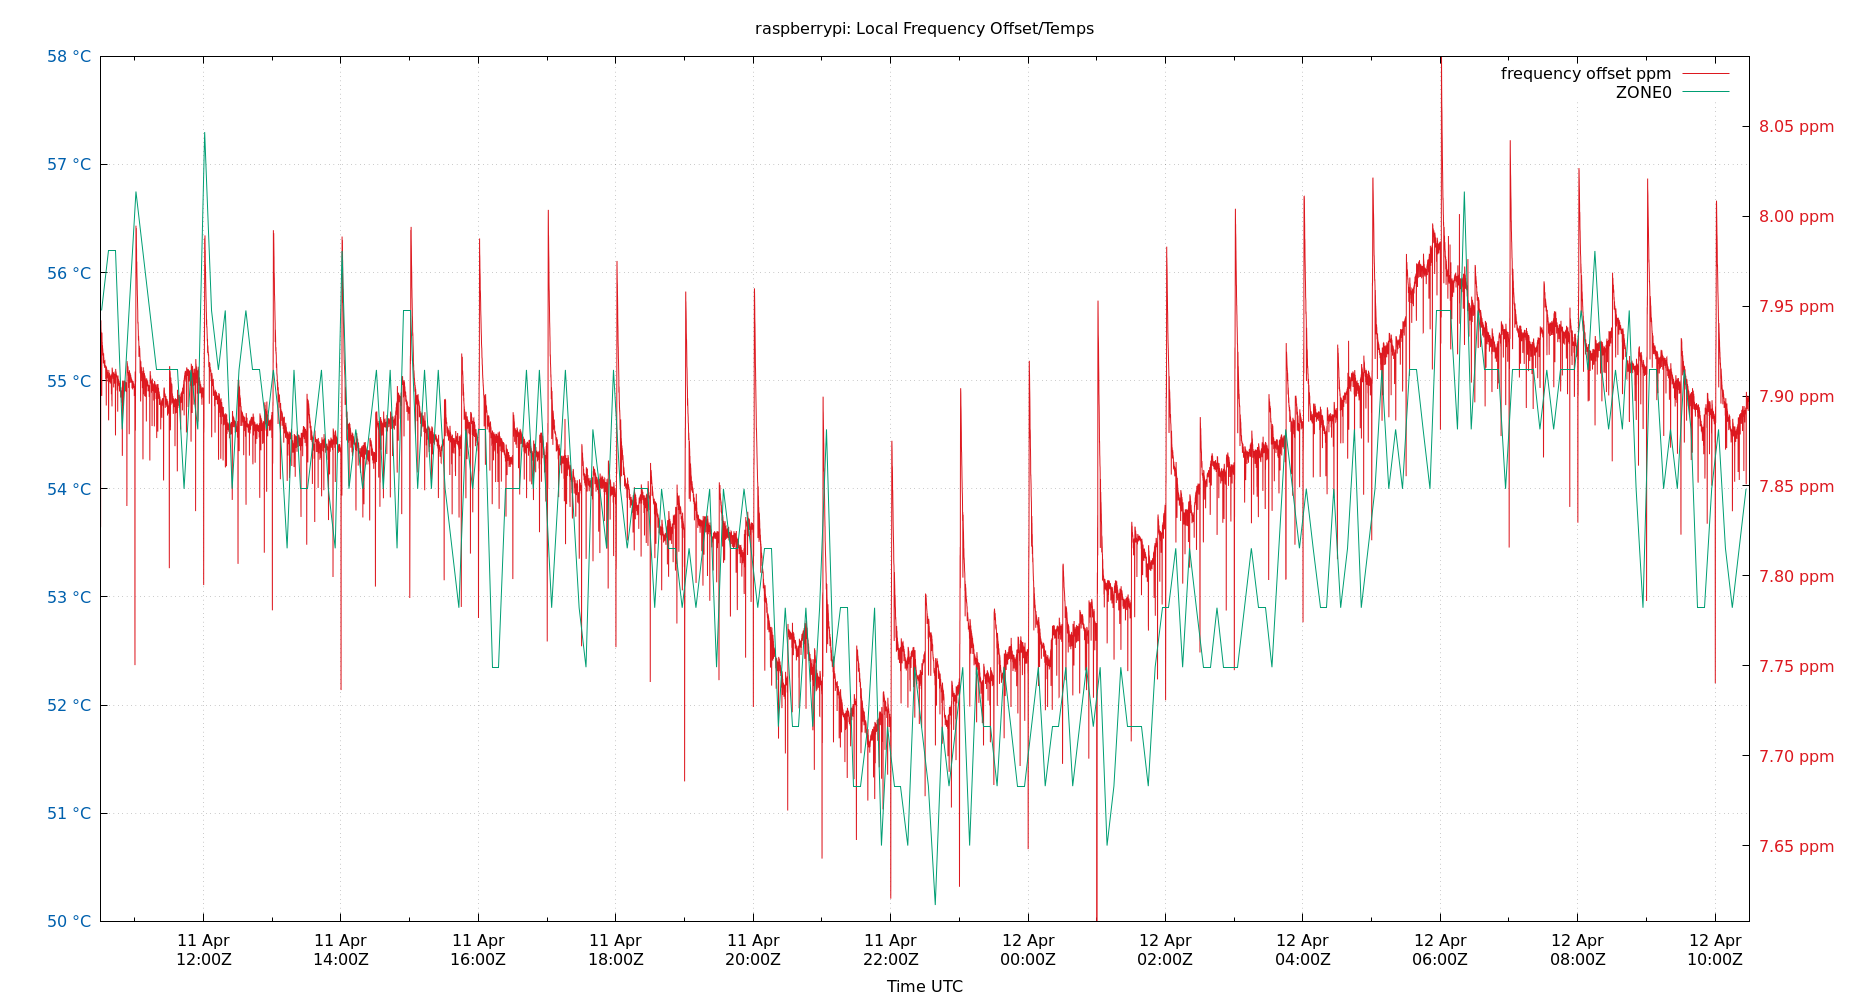 raspberrypi: Local Frequency Offset/Temps
frequency offset ppm
ZONE0
58 °C
57 °C
56 °C
55 °C
54 °C
53 °C
52 °C
51 °C
50 °C
8.05 ppm
8.00 ppm
7.95 ppm
7.90 ppm
7.85 ppm
7.80 ppm
7.75 ppm
7.70 ppm
7.65 ppm
11 Apr
12:00Z
11 Apr
14:00Z
11 Apr
16:00Z
11 Apr
18:00Z
11 Apr
20:00Z
11 Apr
22:00Z
12 Apr
00:00Z
12 Apr
02:00Z
12 Apr
04:00Z
12 Apr
06:00Z
12 Apr
08:00Z
12 Apr
10:00Z
Time UTC